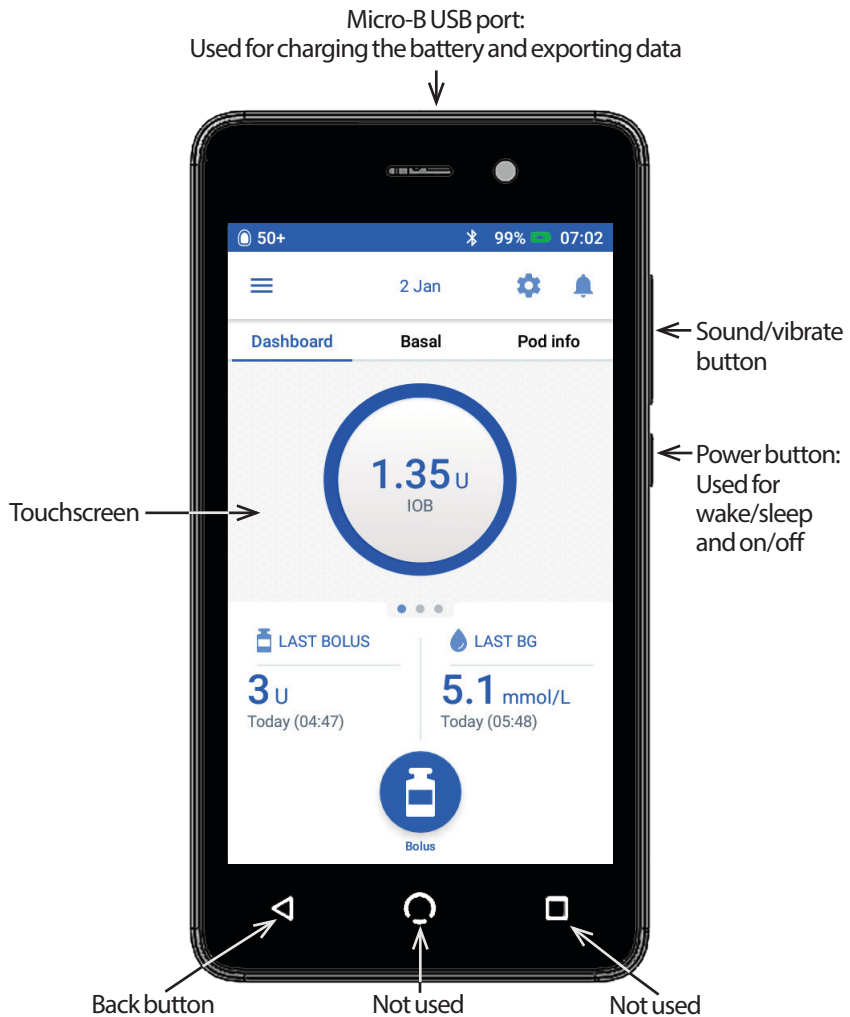 Micro-B USB port:
Used for charging the battery and exporting data
50+ 99% 07:02
2 Jan
Dashboard Basal Pod info
Sound/vibrate
button
1.35 U
IOB
Power button:
Used for
wake/sleep
and on/off
Touchscreen
LAST BOLUS LAST BG
3 U 5.1 mmol/L
Today (04:47) Today (05:48)
Bolus
Back button Not used Not used